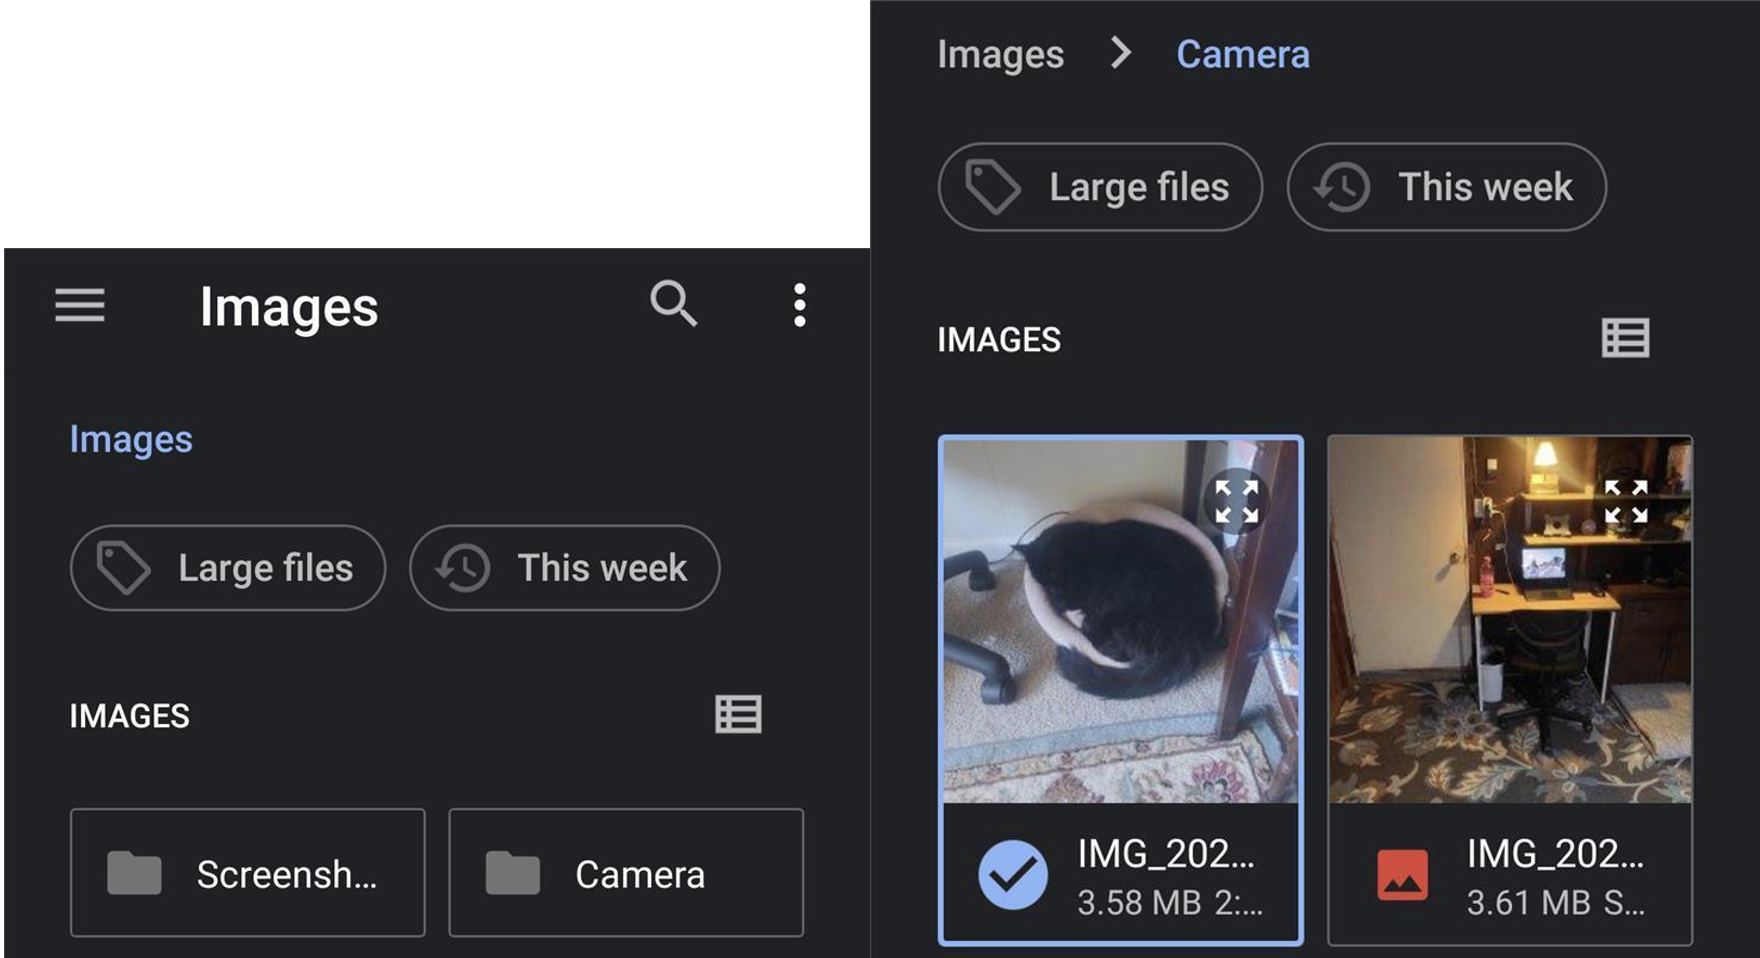 Images
Images
Large files
This week
IMAGES
Screensh...
Camera
Images > Camera
Large files
This week
IMAGES
IMG_202...
3.58 MB 2:...
IMG_202...
3.61 MB S...